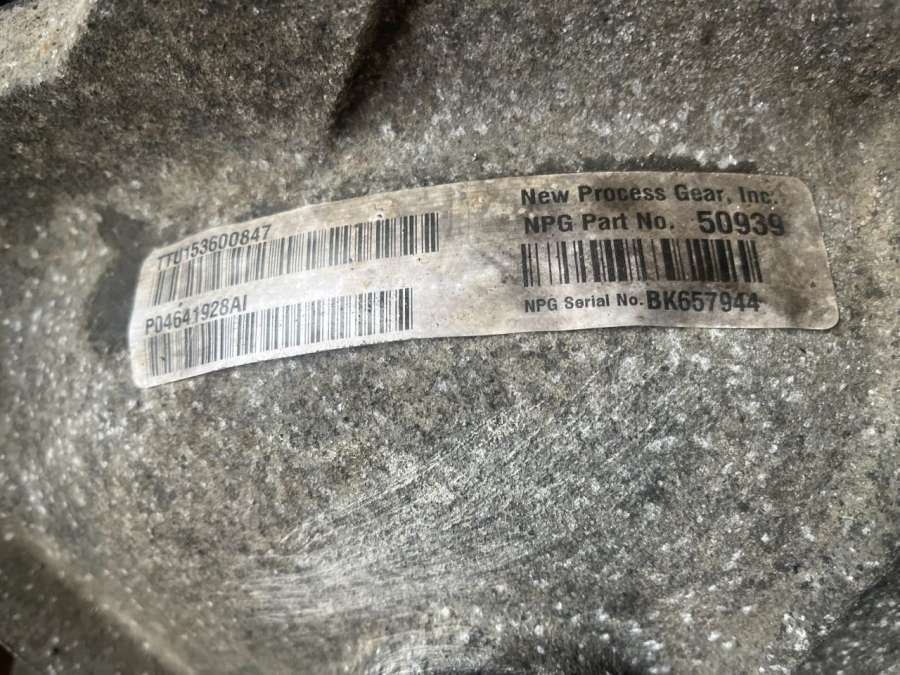 TTU153600847
P04641928AI
New Process Gear, Inc.
NPG Part No. 50939
NPG Serial No. BK657944